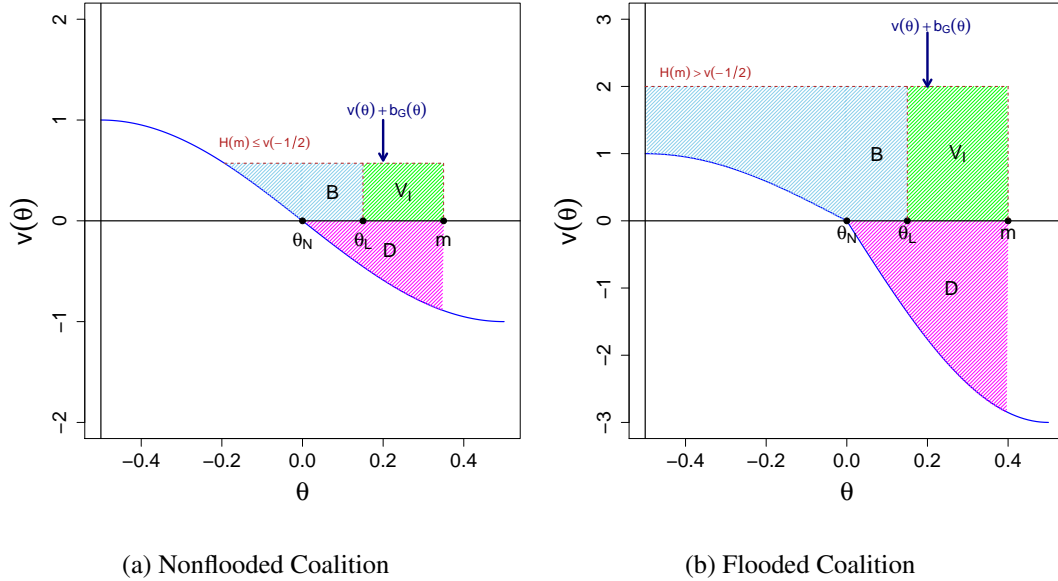 v(θ)
2
1
0
−1
−2
v(θ)+b_G(θ)
H(m) ≤ v(−1/2)
B
V_I
θ_N
θ_L
m
D
−0.4
−0.2
0.0
0.2
0.4
θ
(a) Nonflooded Coalition
v(θ)
3
2
1
0
−1
−2
−3
v(θ)+b_G(θ)
H(m) > v(−1/2)
B
V_I
θ_N
θ_L
m
D
−0.4
−0.2
0.0
0.2
0.4
θ
(b) Flooded Coalition